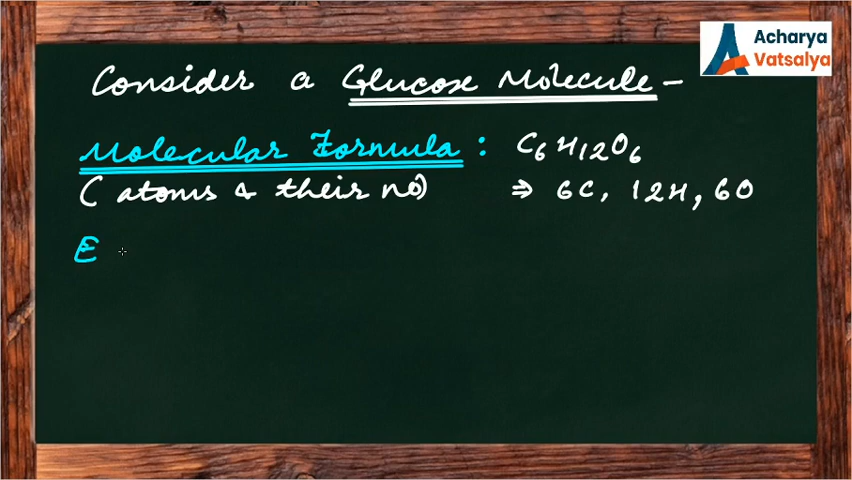 Acharya
Vatsalya
Consider a Glucose Molecule -
Molecular Formula : C₆H₁₂O₆
( atoms & their no) ⇒ 6C, 12H, 6O
E